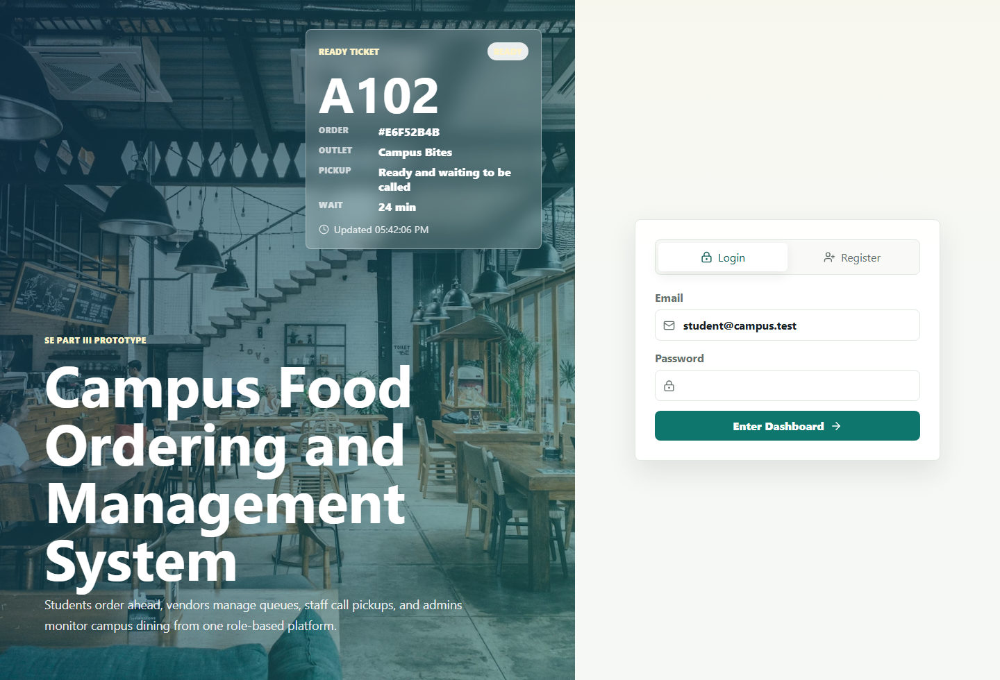 READY TICKET
READY
A102
ORDER #E6F52B4B
OUTLET Campus Bites
PICKUP Ready and waiting to be
called
WAIT 24 min
Updated 05:42:06 PM
love
TOILET
SE PART III PROTOTYPE
Campus Food
Ordering and
Management
System
Students order ahead, vendors manage queues, staff call pickups, and admins
monitor campus dining from one role-based platform.
Login
Register
Email
student@campus.test
Password
Enter Dashboard